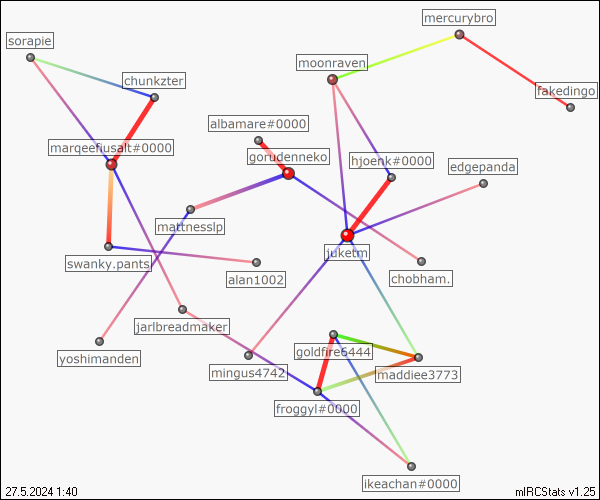 mercurybro
sorapie
moonraven
chunkzter
fakedingo
albamare#0000
marqeefiusalt#0000
gorudenneko
hjoenk#0000
edgepanda
mattnesslp
juketm
swanky.pants
alan1002
chobham.
jarlbreadmaker
goldfire6444
yoshimanden
mingus4742
maddiee3773
froggyl#0000
ikeachan#0000
27.5.2024 1:40
mIRCStats v1.25